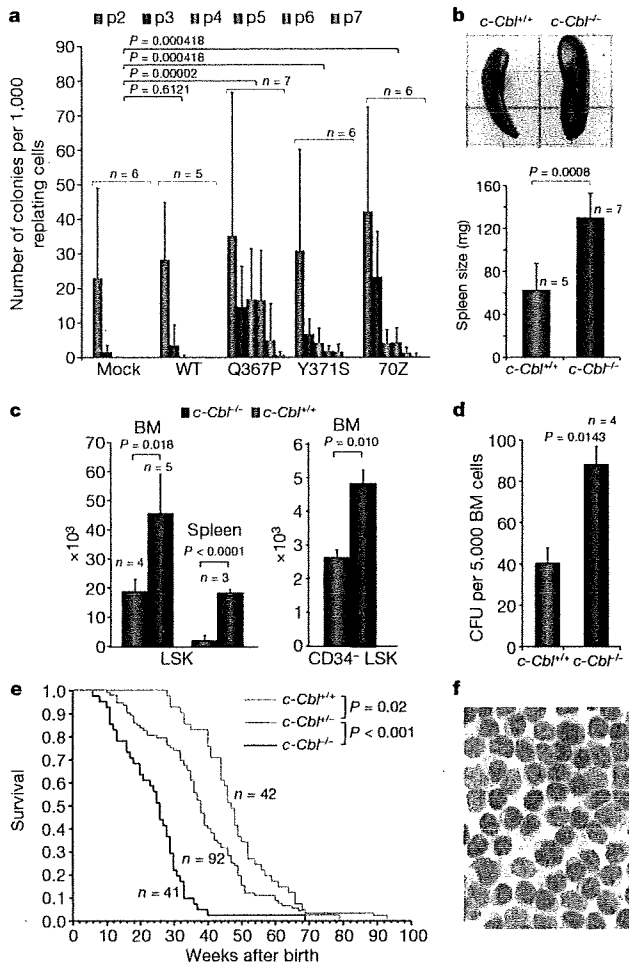 a
p2 p3 p4 p5 p6 p7
Number of colonies per 1,000
replating cells
90
80
70
60
50
40
30
20
10
0
P = 0.000418
P = 0.000418
P = 0.00002
P = 0.6121
n = 6
n = 5
n = 7
n = 6
n = 6
Mock WT Q367P Y371S 70Z
b
c-Cbl+/+ c-Cbl–/–
P = 0.0008
Spleen size (mg)
160
120
80
40
0
n = 5
n = 7
c-Cbl+/+ c-Cbl–/–
c
c-Cbl–/– c-Cbl+/+
BM
P = 0.018
n = 5
n = 4
Spleen
P < 0.0001
n = 3
×10³
70
60
50
40
30
20
10
0
LSK
BM
P = 0.010
×10³
6
5
4
3
2
1
0
CD34– LSK
d
n = 4
P = 0.0143
CFU per 5,000 BM cells
100
80
60
40
20
0
c-Cbl+/+ c-Cbl–/–
e
Survival
1.0
0.9
0.8
0.7
0.6
0.5
0.4
0.3
0.2
0.1
0.0
c-Cbl+/+
c-Cbl+/–
c-Cbl–/–
P = 0.02
P < 0.001
n = 42
n = 92
n = 41
0 10 20 30 40 50 60 70 80 90 100
Weeks after birth
f